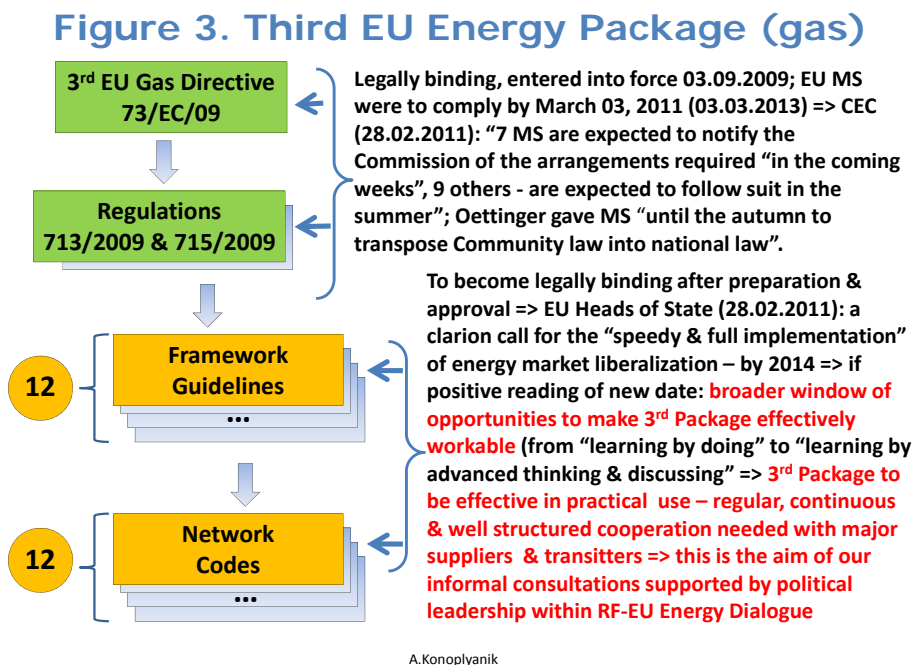 Figure 3. Third EU Energy Package (gas)
3rd EU Gas Directive
73/EC/09
Legally binding, entered into force 03.09.2009; EU MS
were to comply by March 03, 2011 (03.03.2013) => CEC
(28.02.2011): “7 MS are expected to notify the
Commission of the arrangements required “in the coming
weeks”, 9 others - are expected to follow suit in the
summer”; Oettinger gave MS “until the autumn to
transpose Community law into national law”.
Regulations
713/2009 & 715/2009
To become legally binding after preparation &
approval => EU Heads of State (28.02.2011): a
clarion call for the “speedy & full implementation”
of energy market liberalization – by 2014 => if
positive reading of new date: broader window of
opportunities to make 3rd Package effectively
workable (from “learning by doing” to “learning by
advanced thinking & discussing” => 3rd Package to
be effective in practical use – regular, continuous
& well structured cooperation needed with major
suppliers & transitters => this is the aim of our
informal consultations supported by political
leadership within RF-EU Energy Dialogue
12
Framework
Guidelines
...
12
Network
Codes
...
A.Konoplyanik